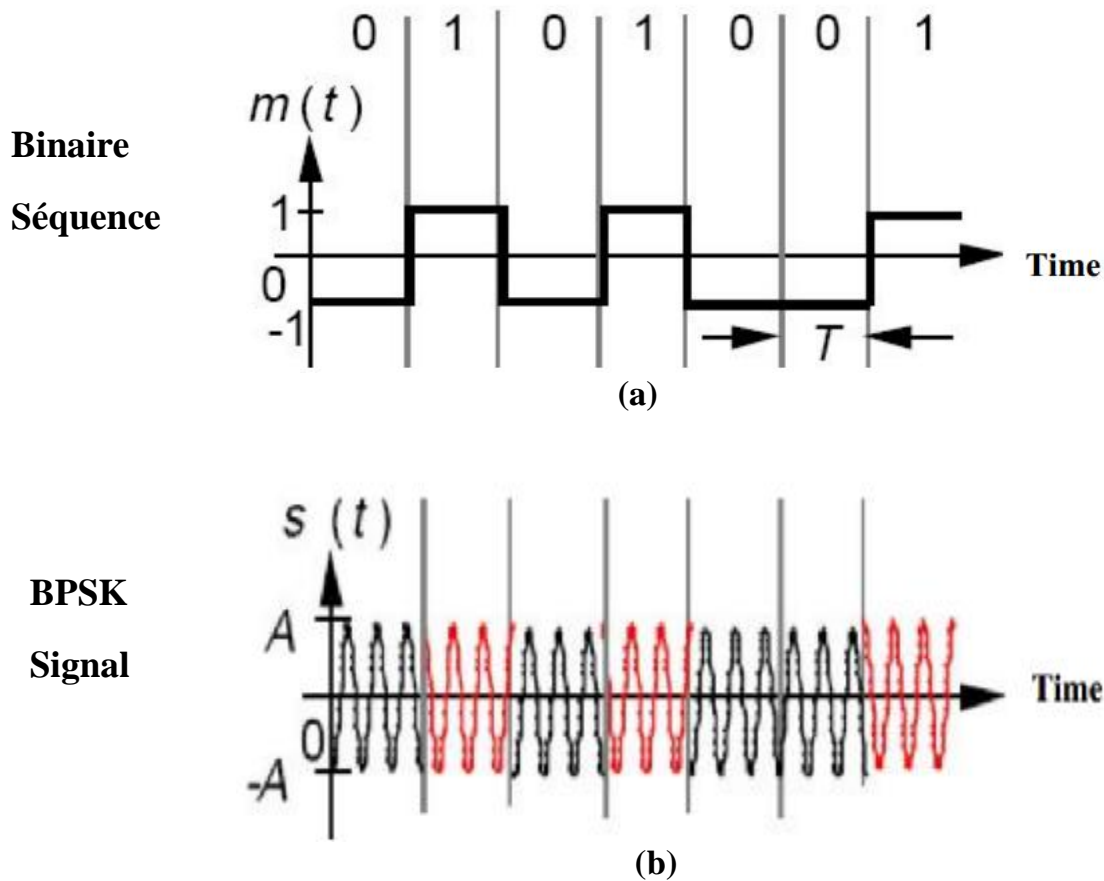 0 1 0 1 0 0 1
m(t)
Binaire
Séquence
1
0
-1
Time
T
(a)
s (t)
BPSK
Signal
A
0
-A
Time
(b)